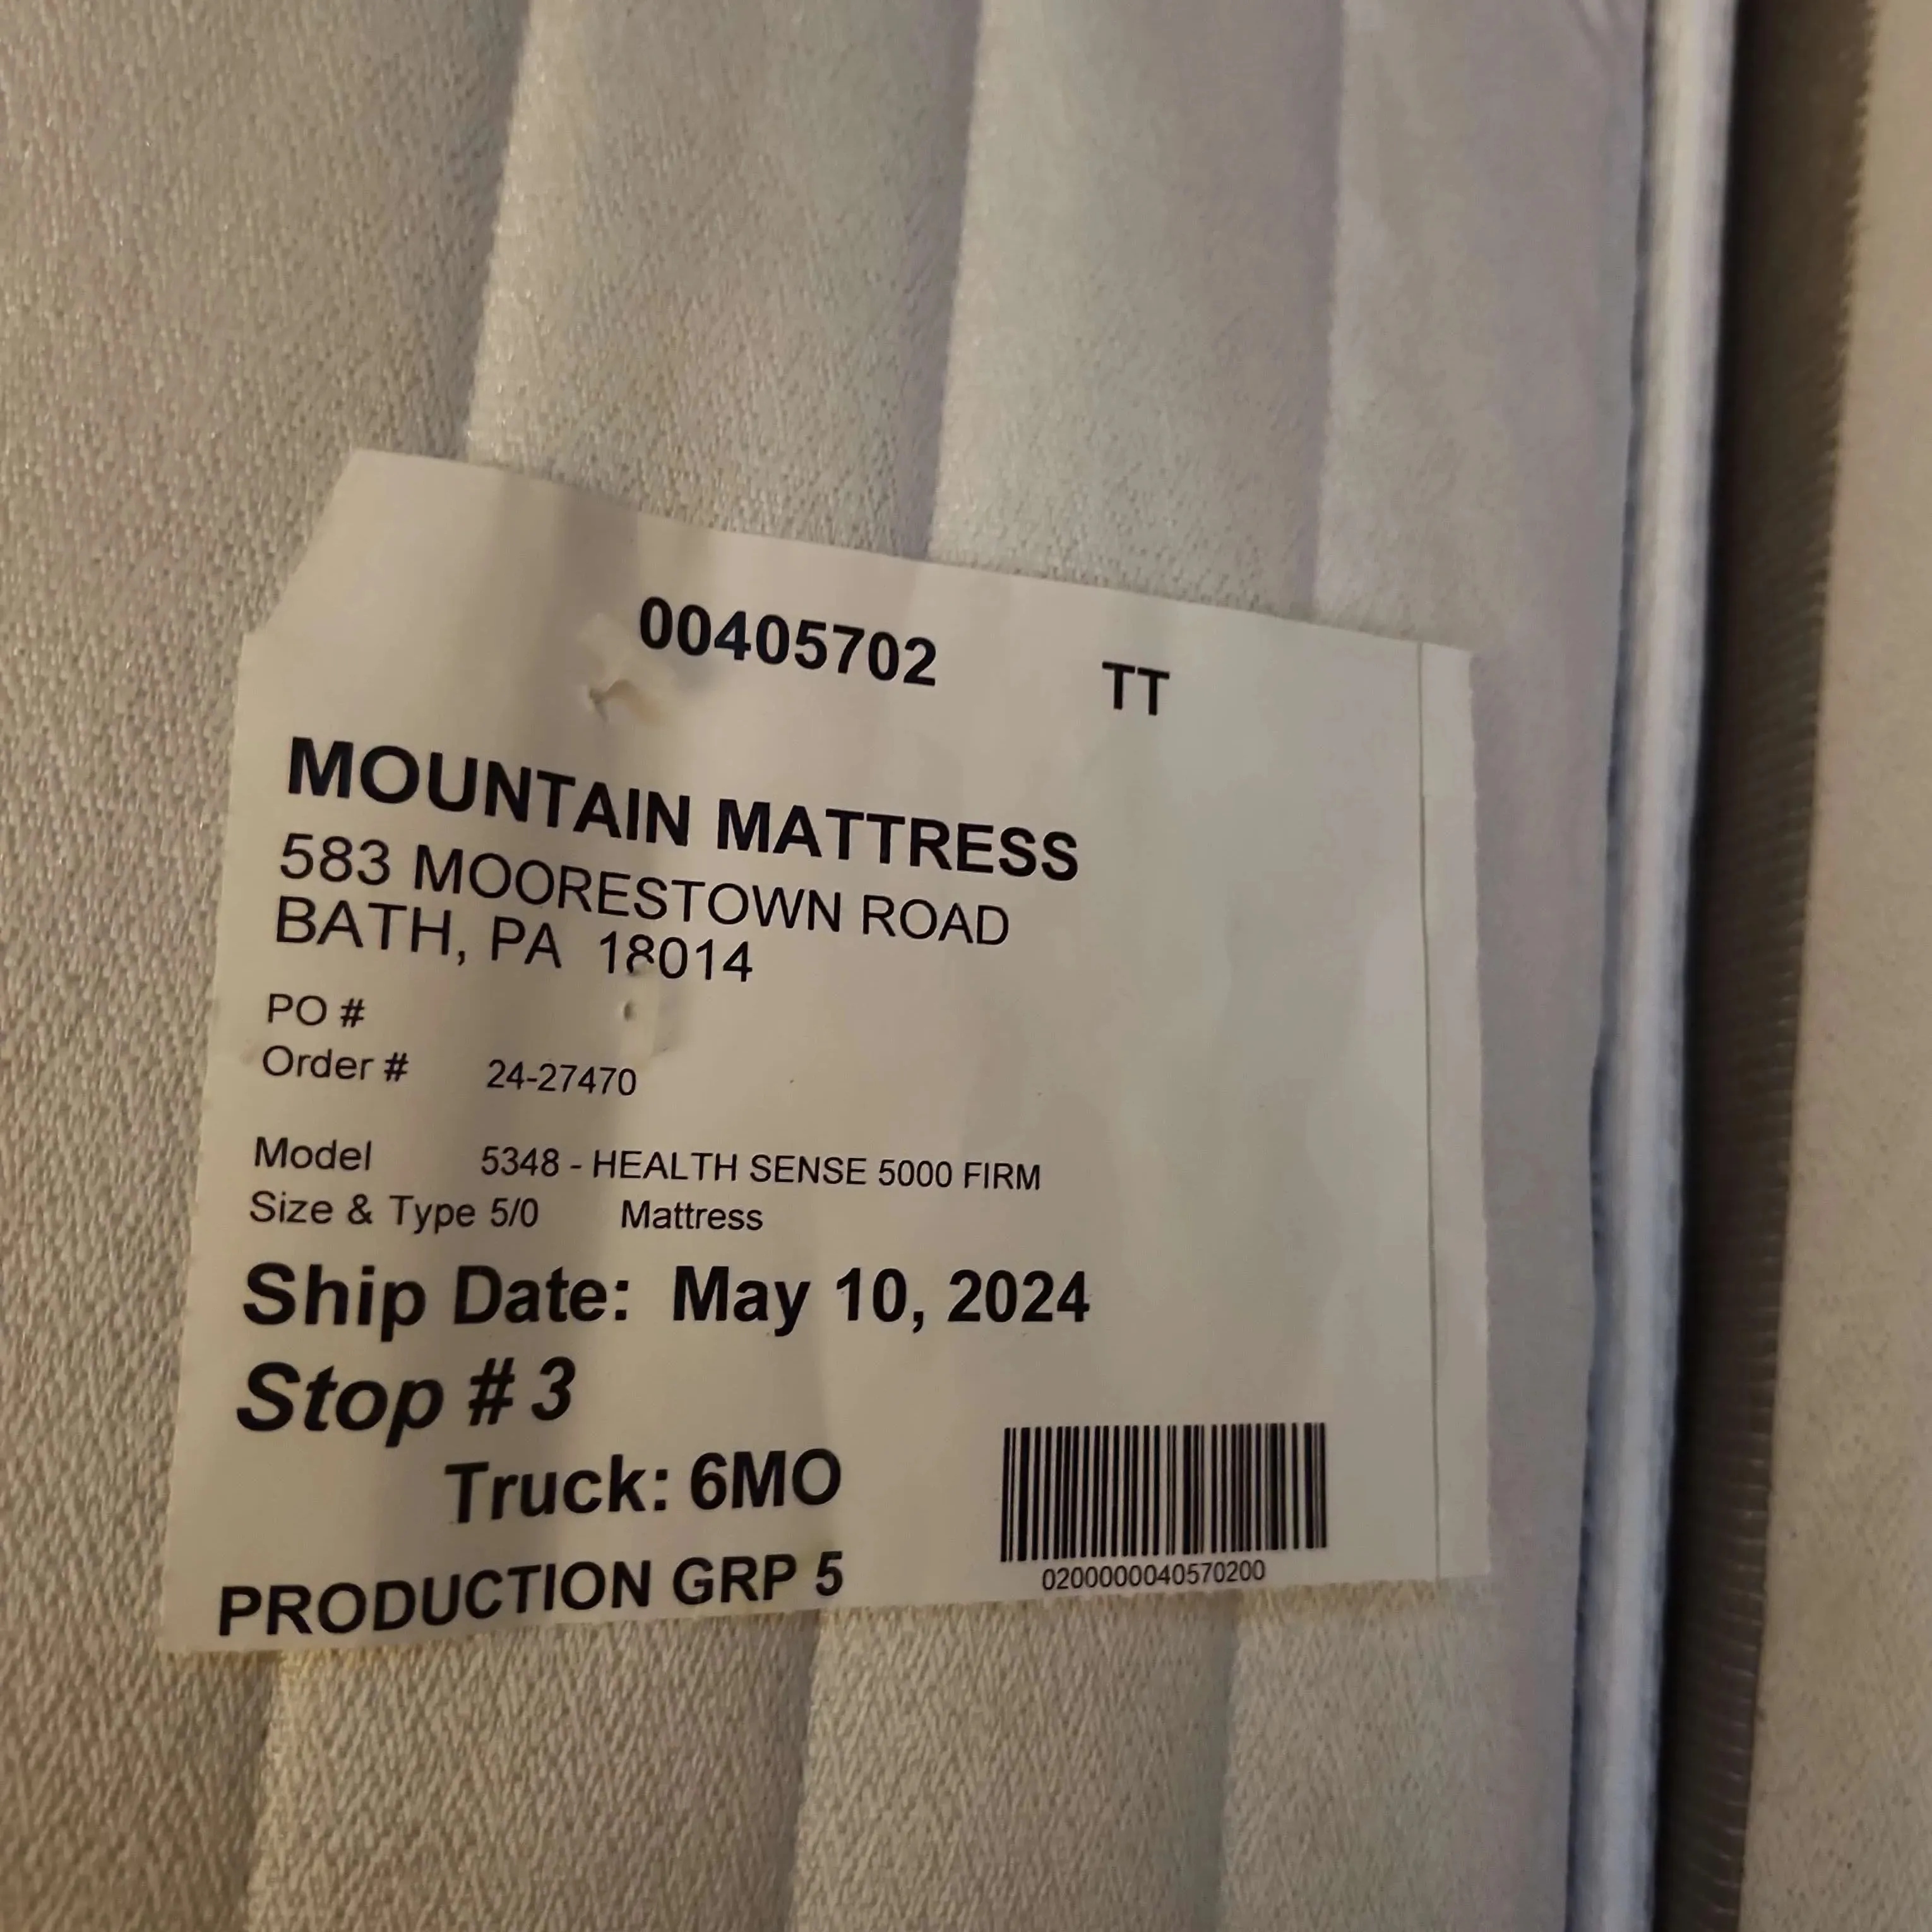 00405702 TT
MOUNTAIN MATTRESS
583 MOORESTOWN ROAD
BATH, PA 18014
PO #
Order # 24-27470
Model 5348 - HEALTH SENSE 5000 FIRM
Size & Type 5/0 Mattress
Ship Date: May 10, 2024
Stop # 3
Truck: 6MO
PRODUCTION GRP 5
0200000040570200